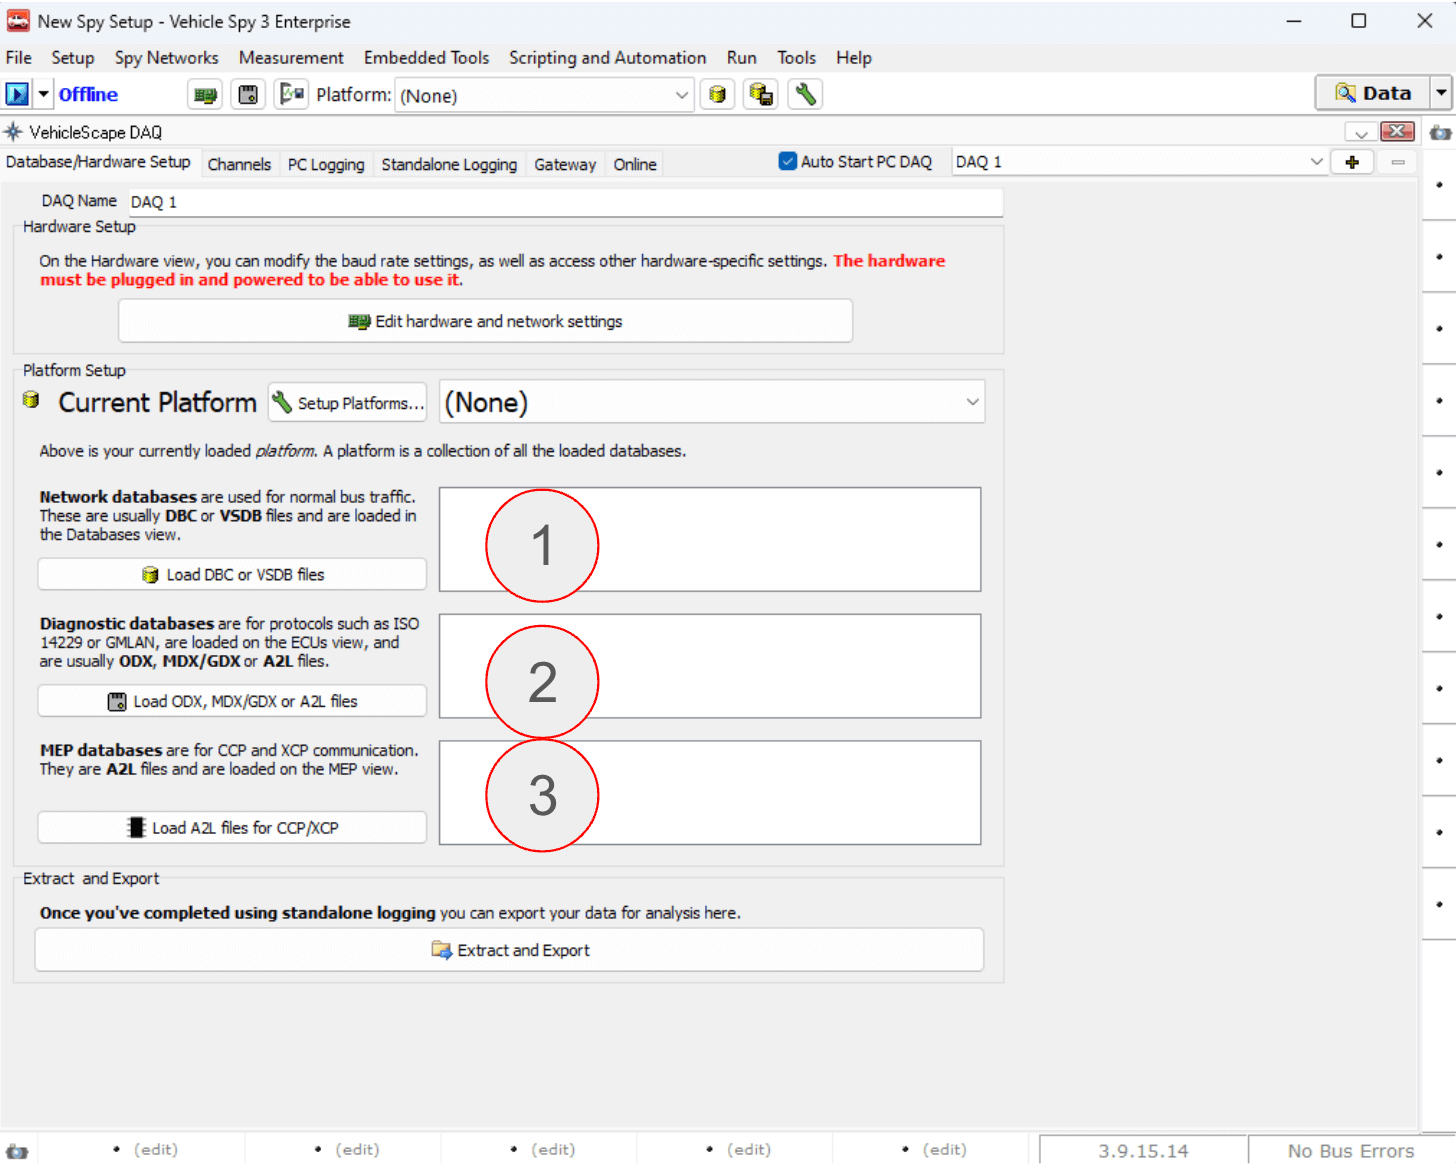 New Spy Setup - Vehicle Spy 3 Enterprise
File Setup Spy Networks Measurement Embedded Tools Scripting and Automation Run Tools Help
Offline Platform: (None) Data
VehicleScape DAQ
Database/Hardware Setup Channels PC Logging Standalone Logging Gateway Online Auto Start PC DAQ DAQ 1
DAQ Name DAQ 1
Hardware Setup
On the Hardware view, you can modify the baud rate settings, as well as access other hardware-specific settings. The hardware
must be plugged in and powered to be able to use it.
Edit hardware and network settings
Platform Setup
Current Platform Setup Platforms... (None)
Above is your currently loaded platform. A platform is a collection of all the loaded databases.
Network databases are used for normal bus traffic.
These are usually DBC or VSDB files and are loaded in
the Databases view.
Load DBC or VSDB files
1
Diagnostic databases are for protocols such as ISO
14229 or GMLAN, are loaded on the ECUs view, and
are usually ODX, MDX/GDX or A2L files.
Load ODX, MDX/GDX or A2L files
2
MEP databases are for CCP and XCP communication.
They are A2L files and are loaded on the MEP view.
Load A2L files for CCP/XCP
3
Extract and Export
Once you've completed using standalone logging you can export your data for analysis here.
Extract and Export
(edit) (edit) (edit) (edit) (edit) 3.9.15.14 No Bus Errors